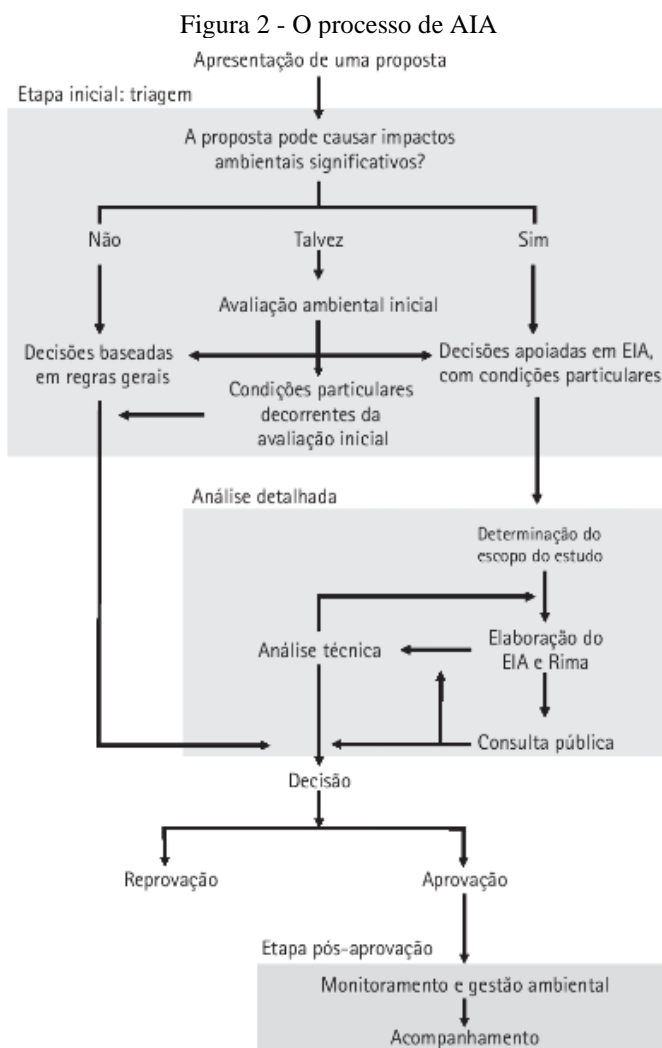 Figura 2 - O processo de AIA
Apresentação de uma proposta
Etapa inicial: triagem
A proposta pode causar impactos
ambientais significativos?
Não
Talvez
Sim
Avaliação ambiental inicial
Decisões baseadas
em regras gerais
Condições particulares
decorrentes da
avaliação inicial
Decisões apoiadas em EIA,
com condições particulares
Análise detalhada
Determinação do
escopo do estudo
Análise técnica
Elaboração do
EIA e Rima
Consulta pública
Decisão
Reprovação
Aprovação
Etapa pós-aprovação
Monitoramento e gestão ambiental
Acompanhamento